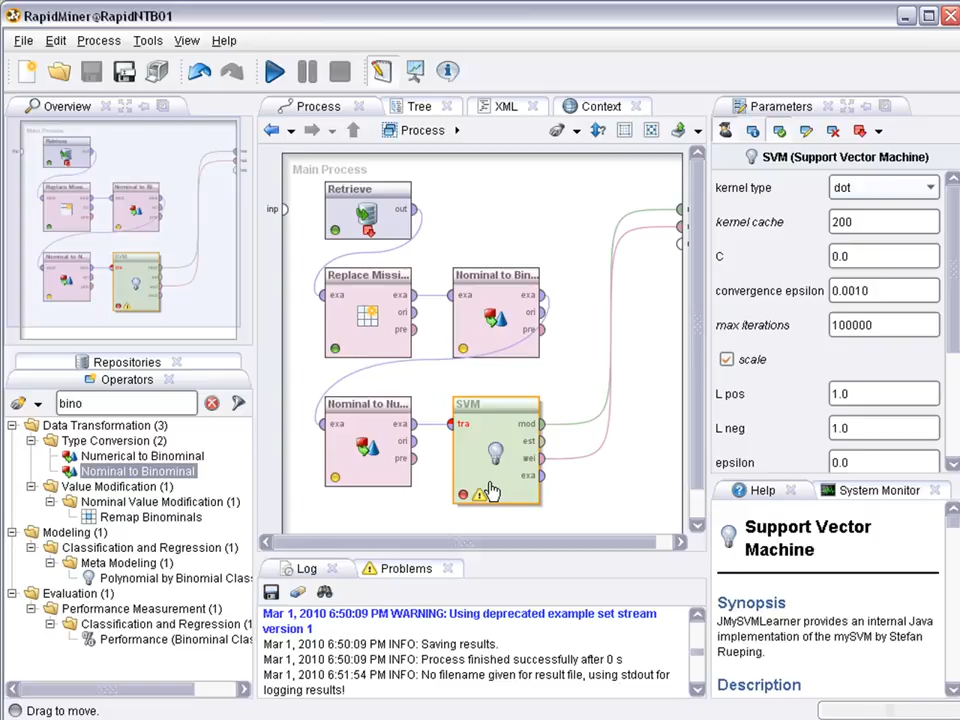 RapidMiner@RapidNTB01
File Edit Process Tools View Help
Overview
Process
Tree
XML
Context
Parameters
Process
Main Process
Retrieve
inp
out
Replace Missi...
exa
exa
ori
pre
Nominal to Bin...
exa
exa
ori
pre
Nominal to Nu...
exa
exa
ori
pre
SVM
tra
mod
est
wei
exa
SVM (Support Vector Machine)
kernel type
dot
kernel cache
200
C
0.0
convergence epsilon
0.0010
max iterations
100000
scale
L pos
1.0
L neg
1.0
epsilon
0.0
Repositories
Operators
bino
Data Transformation (3)
Type Conversion (2)
Numerical to Binominal
Nominal to Binominal
Value Modification (1)
Nominal Value Modification (1)
Remap Binominals
Modeling (1)
Classification and Regression (1)
Meta Modeling (1)
Polynomial by Binomial Clas
Evaluation (1)
Performance Measurement (1)
Classification and Regression (
Performance (Binominal Clas
Log
Problems
Mar 1, 2010 6:50:09 PM WARNING: Using deprecated example set stream
version 1
Mar 1, 2010 6:50:09 PM INFO: Saving results.
Mar 1, 2010 6:50:09 PM INFO: Process finished successfully after 0 s
Mar 1, 2010 6:51:54 PM INFO: No filename given for result file, using stdout for
logging results!
Help
System Monitor
Support Vector
Machine
Synopsis
JMySVMLearner provides an internal Java
implementation of the mySVM by Stefan
Rueping.
Description
Drag to move.